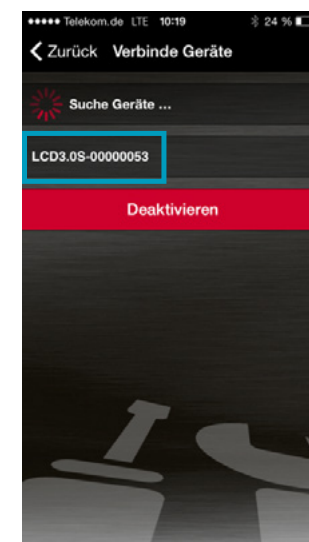 ●●●●● Telekom.de LTE 10:19 24 %
Zurück Verbinde Geräte
Suche Geräte ...
LCD3.0S-00000053
Deaktivieren